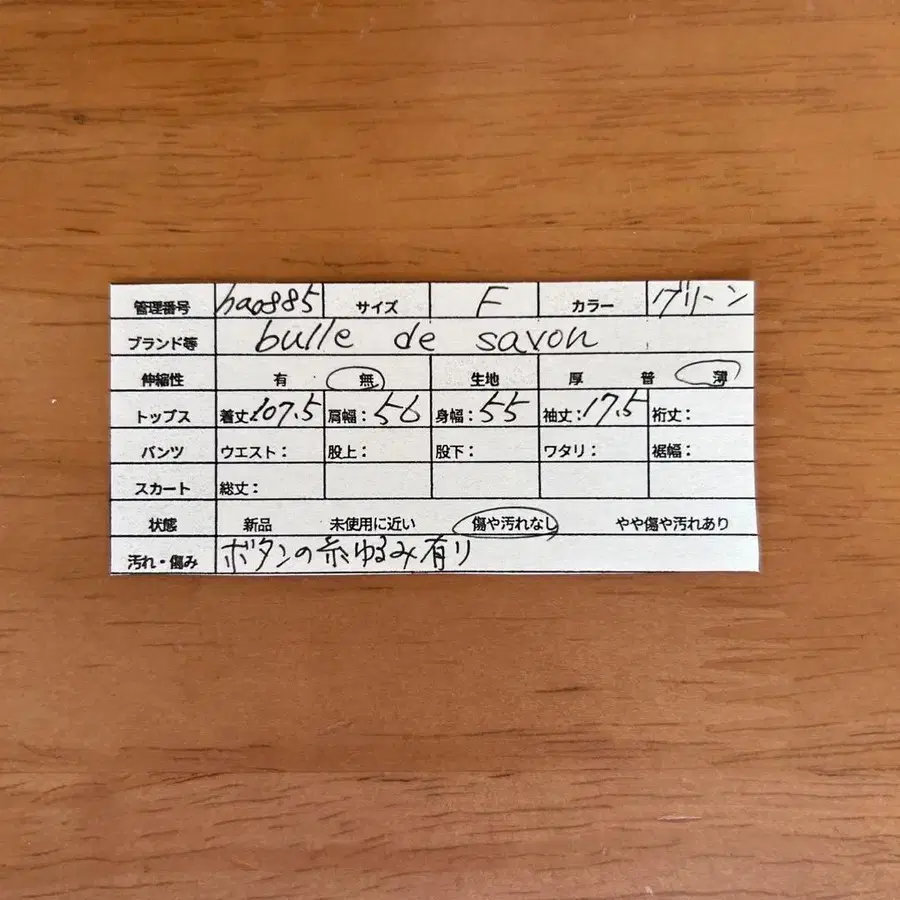 管理番号 hao885 サイズ F カラー グリーン
ブランド等 bulle de savon
伸縮性 有 無 生地 厚 普 薄
トップス 着丈:107.5 肩幅:56 身幅:55 袖丈:17.5 裄丈:
パンツ ウエスト: 股上: 股下: ワタリ: 裾幅:
スカート 総丈:
状態 新品 未使用に近い 傷や汚れなし やや傷や汚れあり
汚れ・傷み ボタンの糸ゆるみ有り